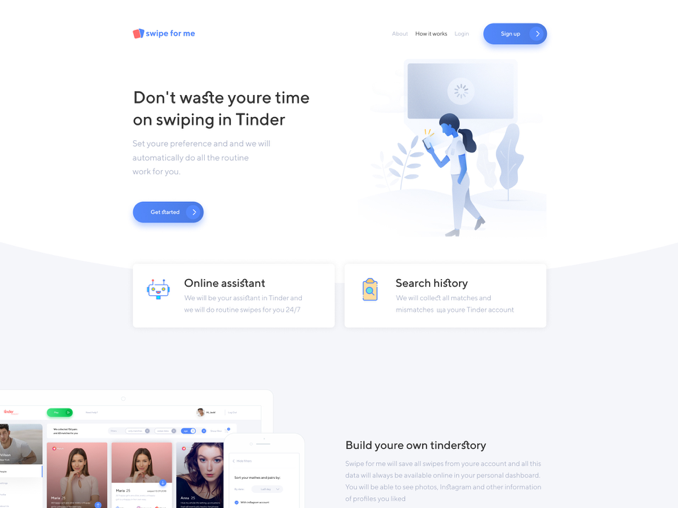 swipe for me
About How it works Login Sign up
Don't waste youre time
on swiping in Tinder
Set youre preference and and we will
automatically do all the routine
work for you.
Get started
Online assistant
We will be your assistant in Tinder and
we will do routine swipes for you 24/7
Search history
We wiil collect all matches and
mismatches ща youre Tinder account
Build youre own tinderstory
Swipe for me will save all swipes from youre account and all this
data will always be available online in your personal dashboard.
You will be able to see photos, Instagram and other information
of profiles you liked